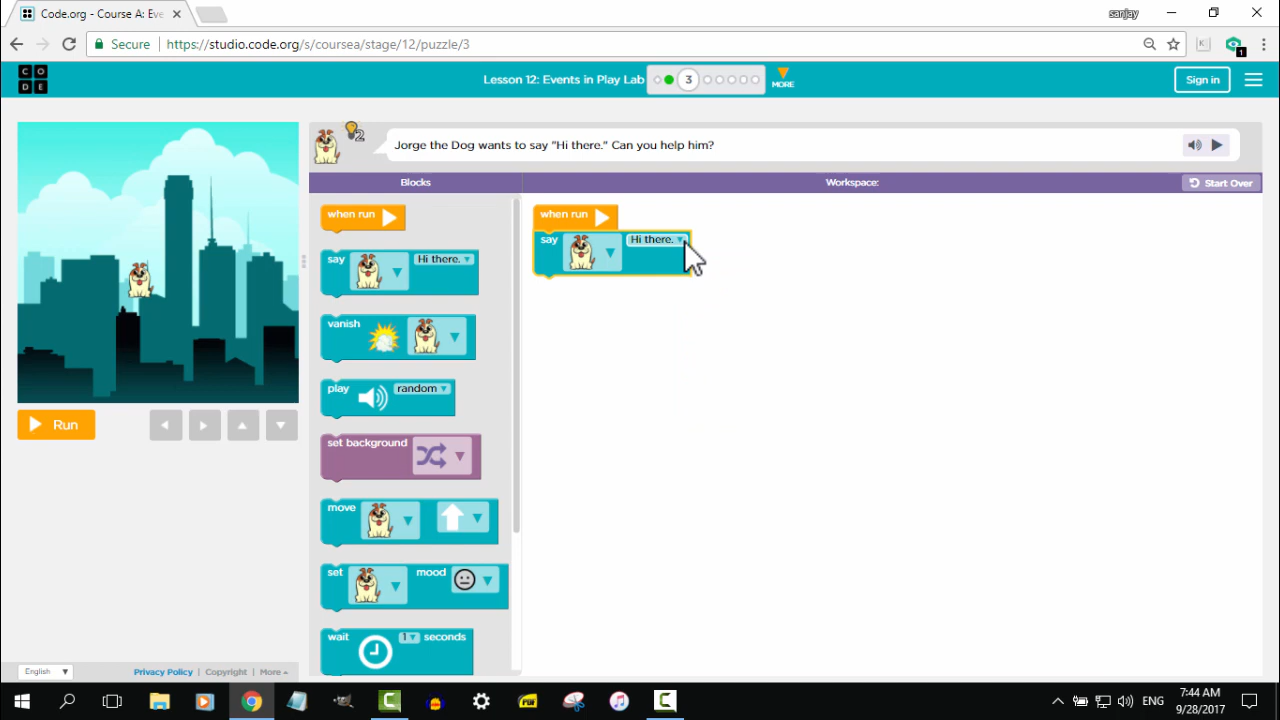 Code.org - Course A: Eve
sanjay
Secure
https://studio.code.org/s/coursea/stage/12/puzzle/3
1
C O
D E
Lesson 12: Events in Play Lab
3
MORE
Sign in
2
Jorge the Dog wants to say "Hi there." Can you help him?
Blocks
Workspace:
Start Over
when run
say
Hi there.
vanish
play
random
set background
move
set
mood
wait
1
seconds
when run
say
Hi there.
Run
English
Privacy Policy | Copyright | More
PDF
ENG
7:44 AM
9/28/2017